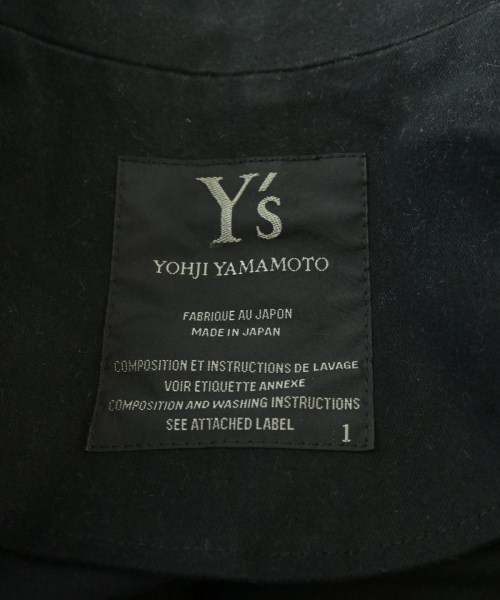 Y's
YOHJI YAMAMOTO
FABRIQUE AU JAPON
MADE IN JAPAN
COMPOSITION ET INSTRUCTIONS DE LAVAGE
VOIR ETIQUETTE ANNEXE
COMPOSITION AND WASHING INSTRUCTIONS
SEE ATTACHED LABEL
1